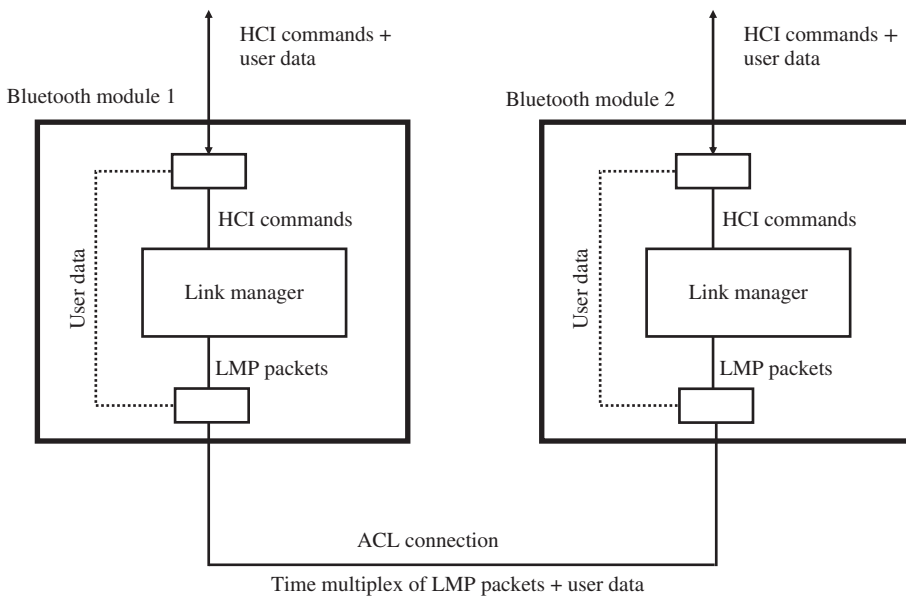 HCI commands +
user data
HCI commands +
user data
Bluetooth module 1
Bluetooth module 2
HCI commands
HCI commands
User data
Link manager
User data
Link manager
LMP packets
LMP packets
ACL connection
Time multiplex of LMP packets + user data